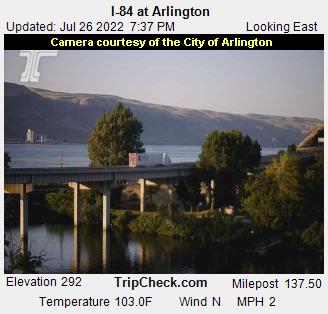 I-84 at Arlington
Updated: Jul 26 2022 7:37 PM Looking East
Camera courtesy of the City of Arlington
Elevation 292 TripCheck.com Milepost 137.50
Temperature 103.0F Wind N MPH 2